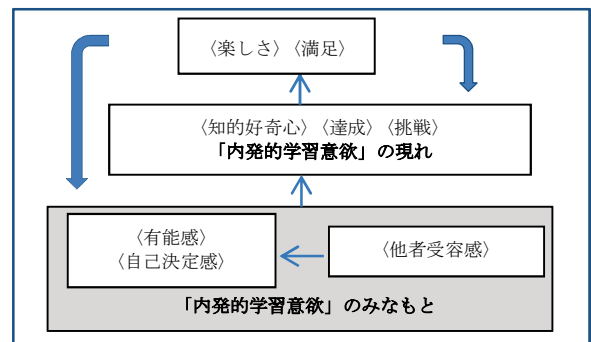 〈楽しさ〉〈満足〉
〈知的好奇心〉〈達成〉〈挑戦〉
「内発的学習意欲」の現れ
〈有能感〉
〈自己決定感〉
〈他者受容感〉
「内発的学習意欲」のみなもと